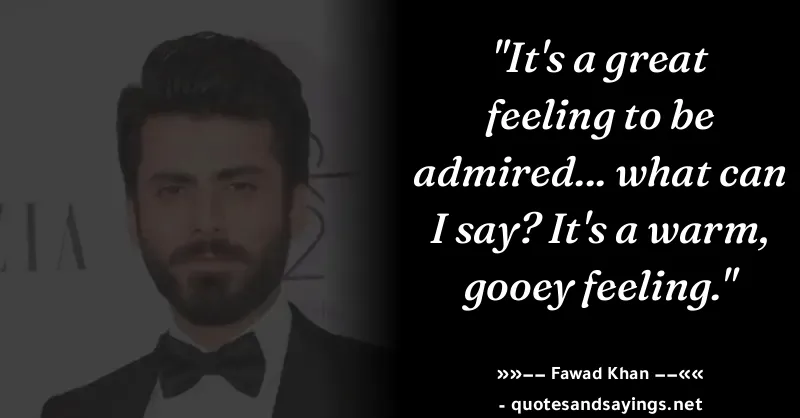 "It's a great
feeling to be
admired... what can
I say? It's a warm,
gooey feeling."
»»−− Fawad Khan −−««
- quotesandsayings.net